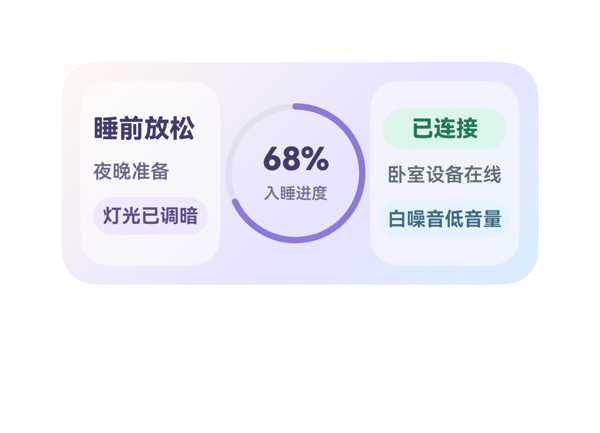 睡前放松
夜晚准备
灯光已调暗
68%
入睡进度
已连接
卧室设备在线
白噪音低音量